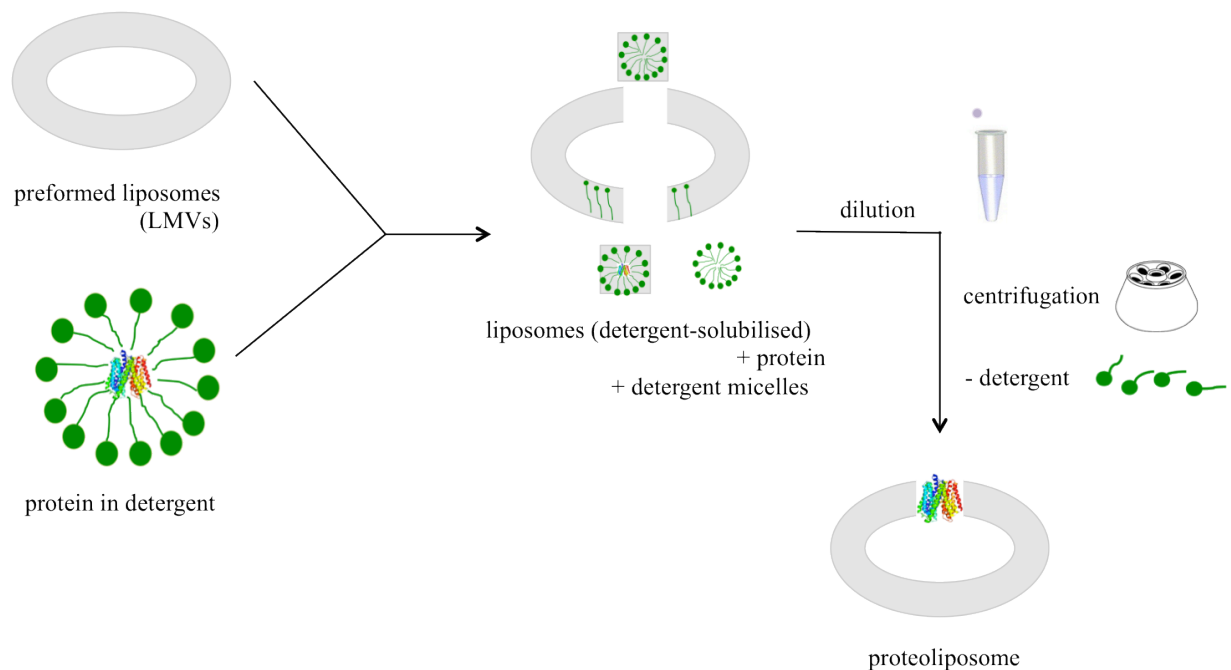 preformed liposomes
(LMVs)
protein in detergent
liposomes (detergent-solubilised)
+ protein
+ detergent micelles
dilution
centrifugation
- detergent
proteoliposome